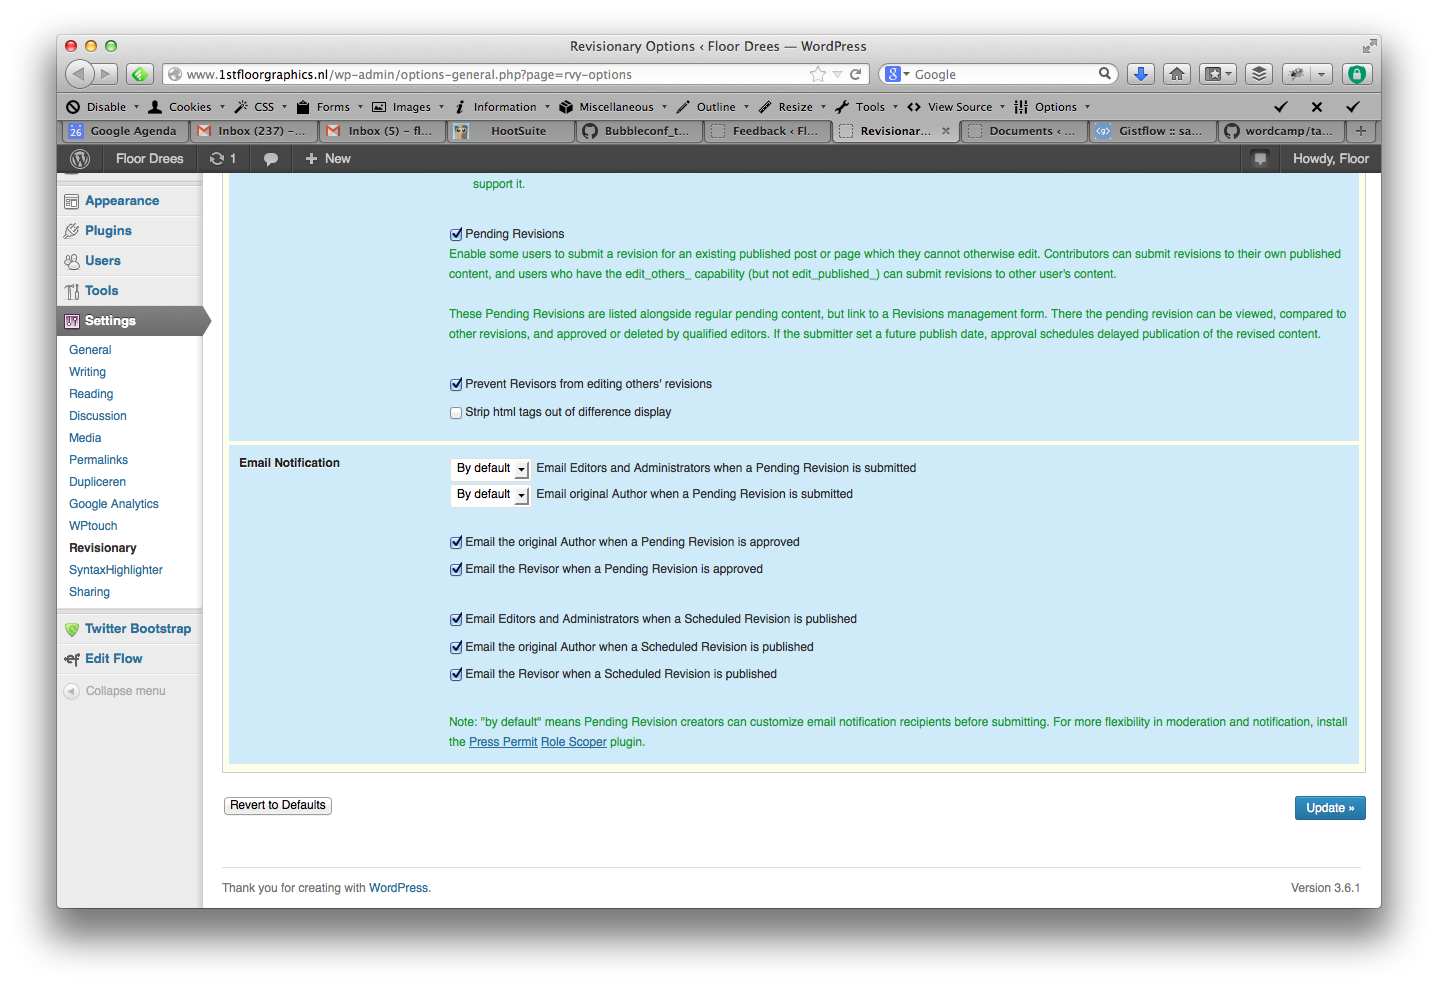 Revisionary Options ‹ Floor Drees — WordPress
www.1stfloorgraphics.nl/wp-admin/options-general.php?page=rvy-options
8
Google
Disable
Cookies
CSS
Forms
Images
Information
Miscellaneous
Outline
Resize
Tools
View Source
Options
26
Google Agenda
Inbox (237) –...
Inbox (5) – fl...
HootSuite
Bubbleconf_t...
Feedback ‹ Fl...
Revisionar...
Documents ‹ ...
Gistflow :: sa...
wordcamp/ta...
Floor Drees
1
New
Howdy, Floor
Appearance
Plugins
Users
Tools
Settings
General
Writing
Reading
Discussion
Media
Permalinks
Dupliceren
Google Analytics
WPtouch
Revisionary
SyntaxHighlighter
Sharing
Twitter Bootstrap
ef Edit Flow
Collapse menu
support it.
Pending Revisions
Enable some users to submit a revision for an existing published post or page which they cannot otherwise edit. Contributors can submit revisions to their own published
content, and users who have the edit_others_ capability (but not edit_published_) can submit revisions to other user's content.
These Pending Revisions are listed alongside regular pending content, but link to a Revisions management form. There the pending revision can be viewed, compared to
other revisions, and approved or deleted by qualified editors. If the submitter set a future publish date, approval schedules delayed publication of the revised content.
Prevent Revisors from editing others' revisions
Strip html tags out of difference display
Email Notification
By default Email Editors and Administrators when a Pending Revision is submitted
By default Email original Author when a Pending Revision is submitted
Email the original Author when a Pending Revision is approved
Email the Revisor when a Pending Revision is approved
Email Editors and Administrators when a Scheduled Revision is published
Email the original Author when a Scheduled Revision is published
Email the Revisor when a Scheduled Revision is published
Note: "by default" means Pending Revision creators can customize email notification recipients before submitting. For more flexibility in moderation and notification, install
the Press Permit Role Scoper plugin.
Revert to Defaults
Update »
Thank you for creating with WordPress.
Version 3.6.1